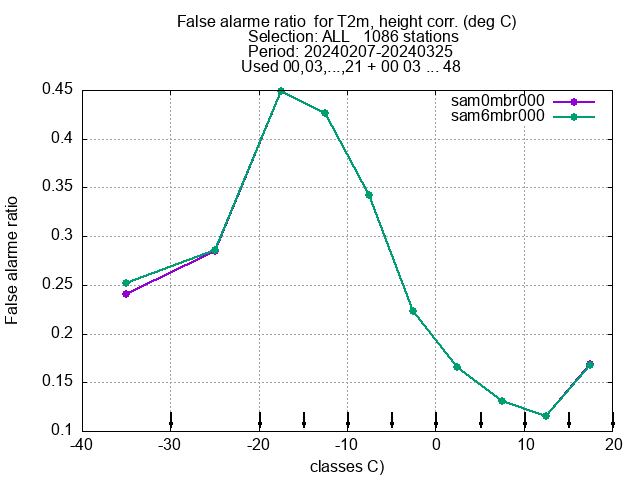 False alarme ratio  for T2m, height corr. (deg C)
Selection: ALL   1086 stations
Period: 20240207-20240325
Used 00,03,...,21 + 00 03 ... 48
sam0mbr000
sam6mbr000
False alarme ratio
0.45
0.4
0.35
0.3
0.25
0.2
0.15
0.1
-40 -30 -20 -10 0 10 20
classes C)